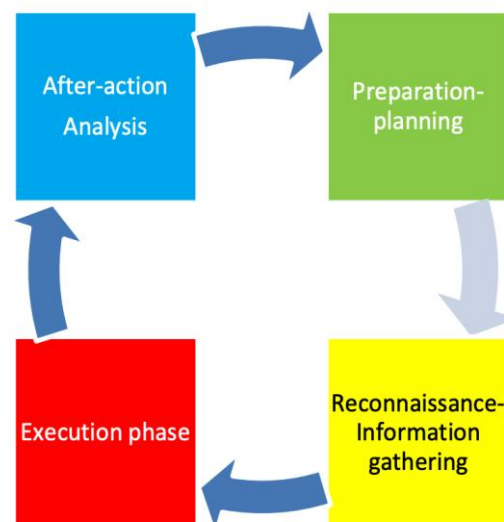 After-action
Analysis
Preparation-
planning
Execution phase
Reconnaissance-
Information
gathering